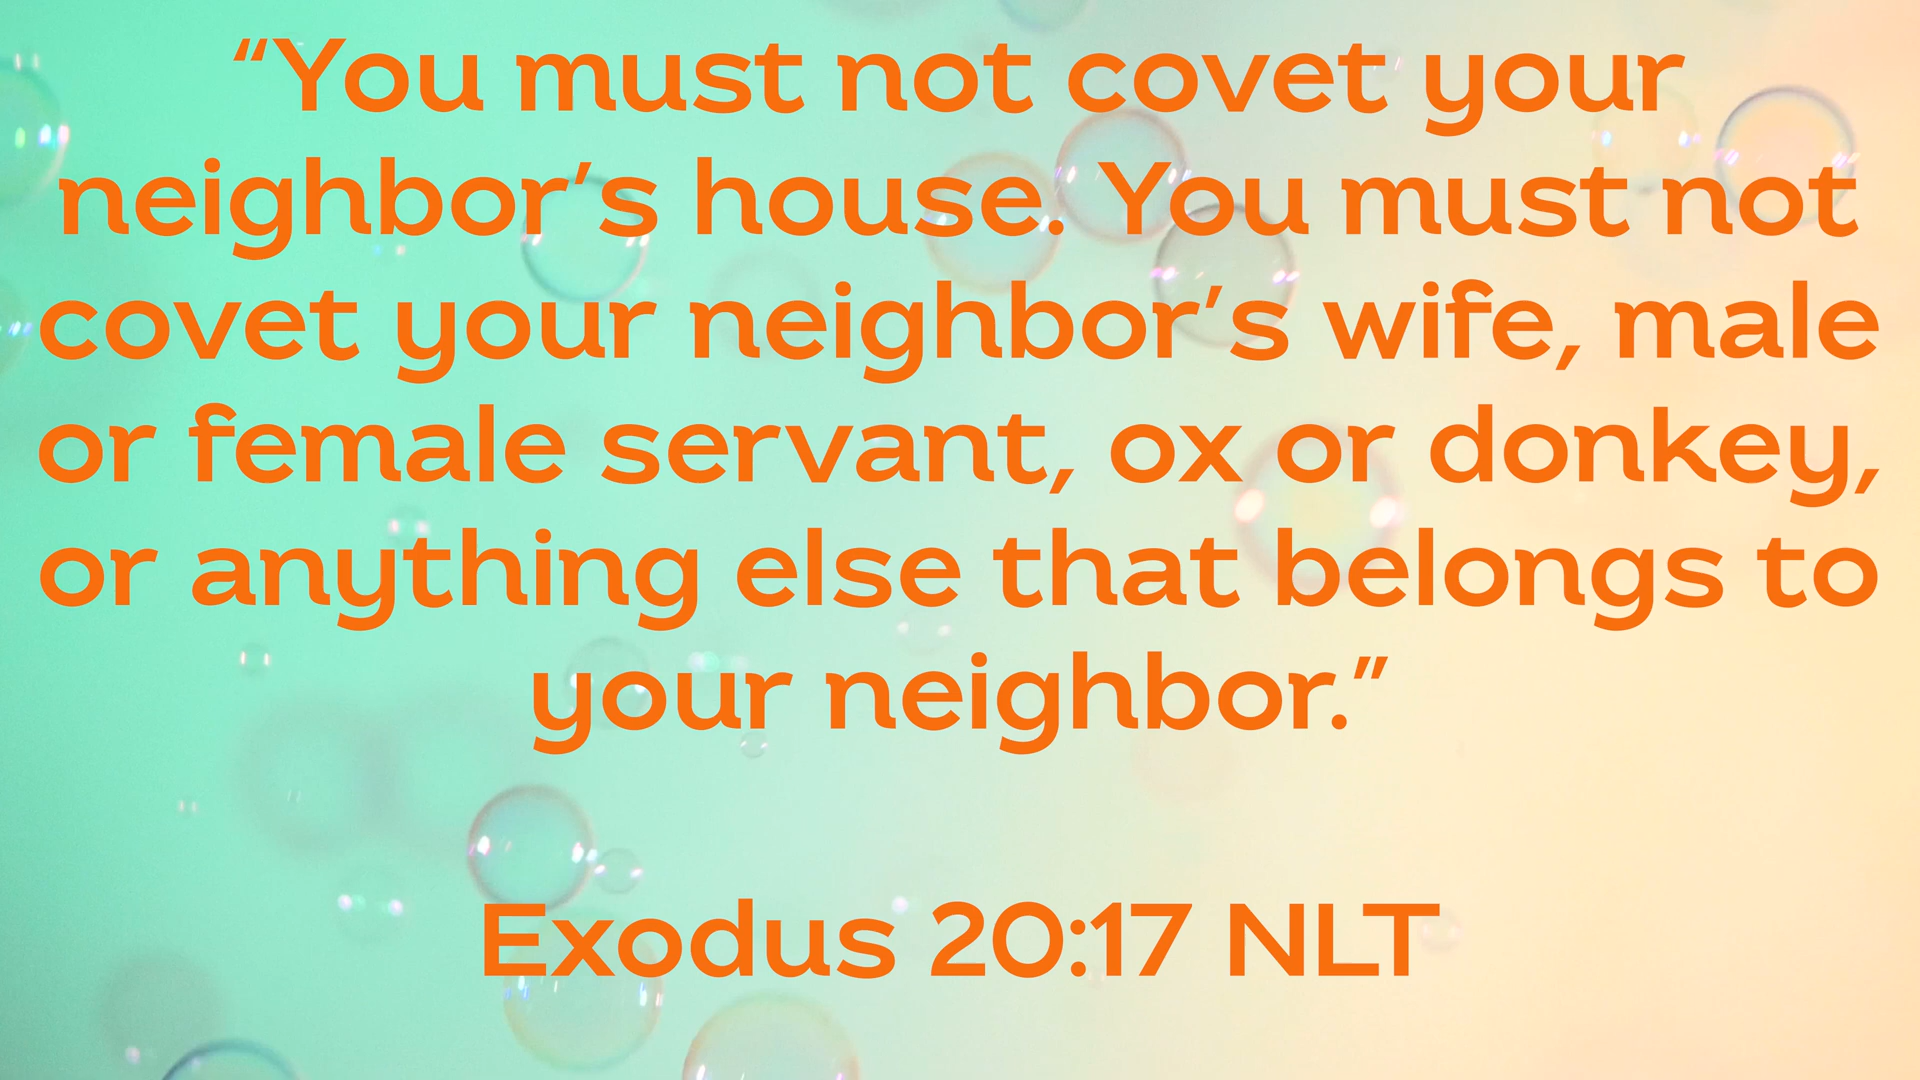 “You must not covet your
neighbor’s house. You must not
covet your neighbor’s wife, male
or female servant, ox or donkey,
or anything else that belongs to
your neighbor.”
Exodus 20:17 NLT